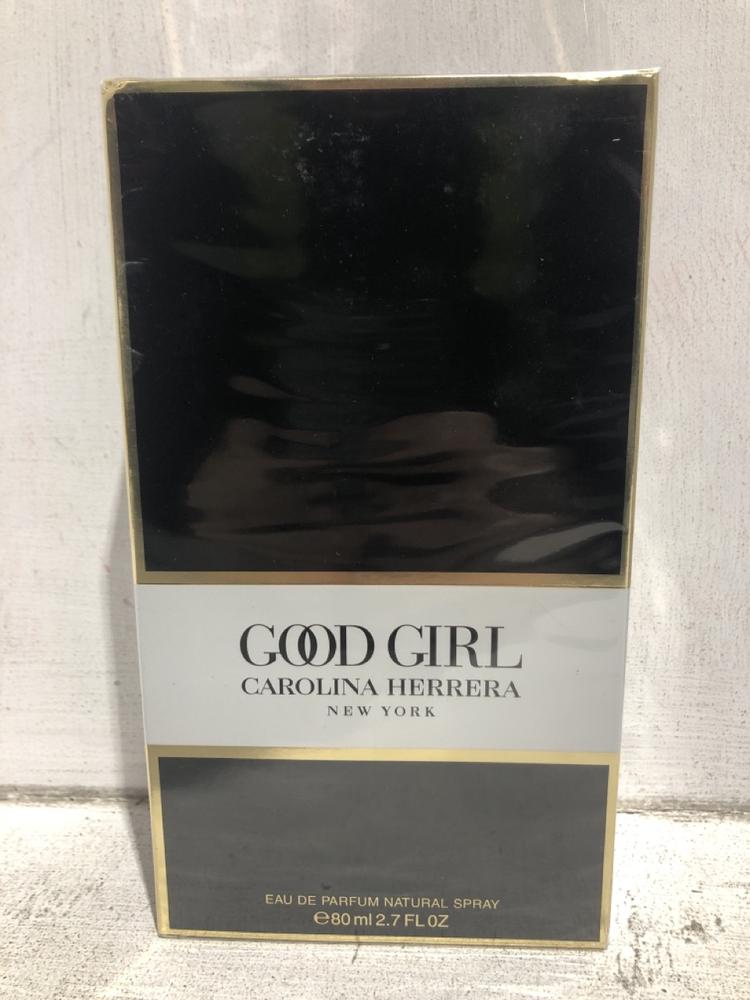 GOOD GIRL
CAROLINA HERRERA
NEW YORK
EAU DE PARFUM NATURAL SPRAY
℮80 ml 2.7 FL OZ